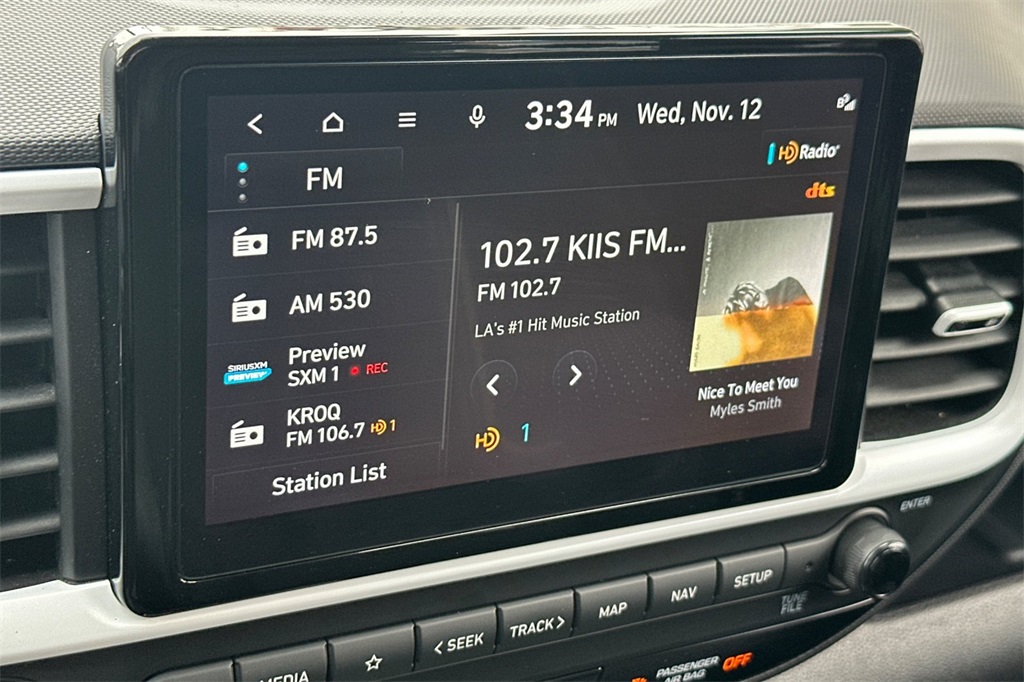 3:34 PM Wed, Nov. 12
HD Radio
dts
FM
FM 87.5
AM 530
SIRIUSXM
PREVIEW
Preview
SXM 1 REC
KROQ
FM 106.7 HD 1
Station List
102.7 KIIS FM...
FM 102.7
LA's #1 Hit Music Station
HD 1
Nice To Meet You
Myles Smith
MEDIA
< SEEK
TRACK >
MAP
NAV
SETUP
ENTER
TUNE
FILE
PASSENGER
AIR BAG
OFF